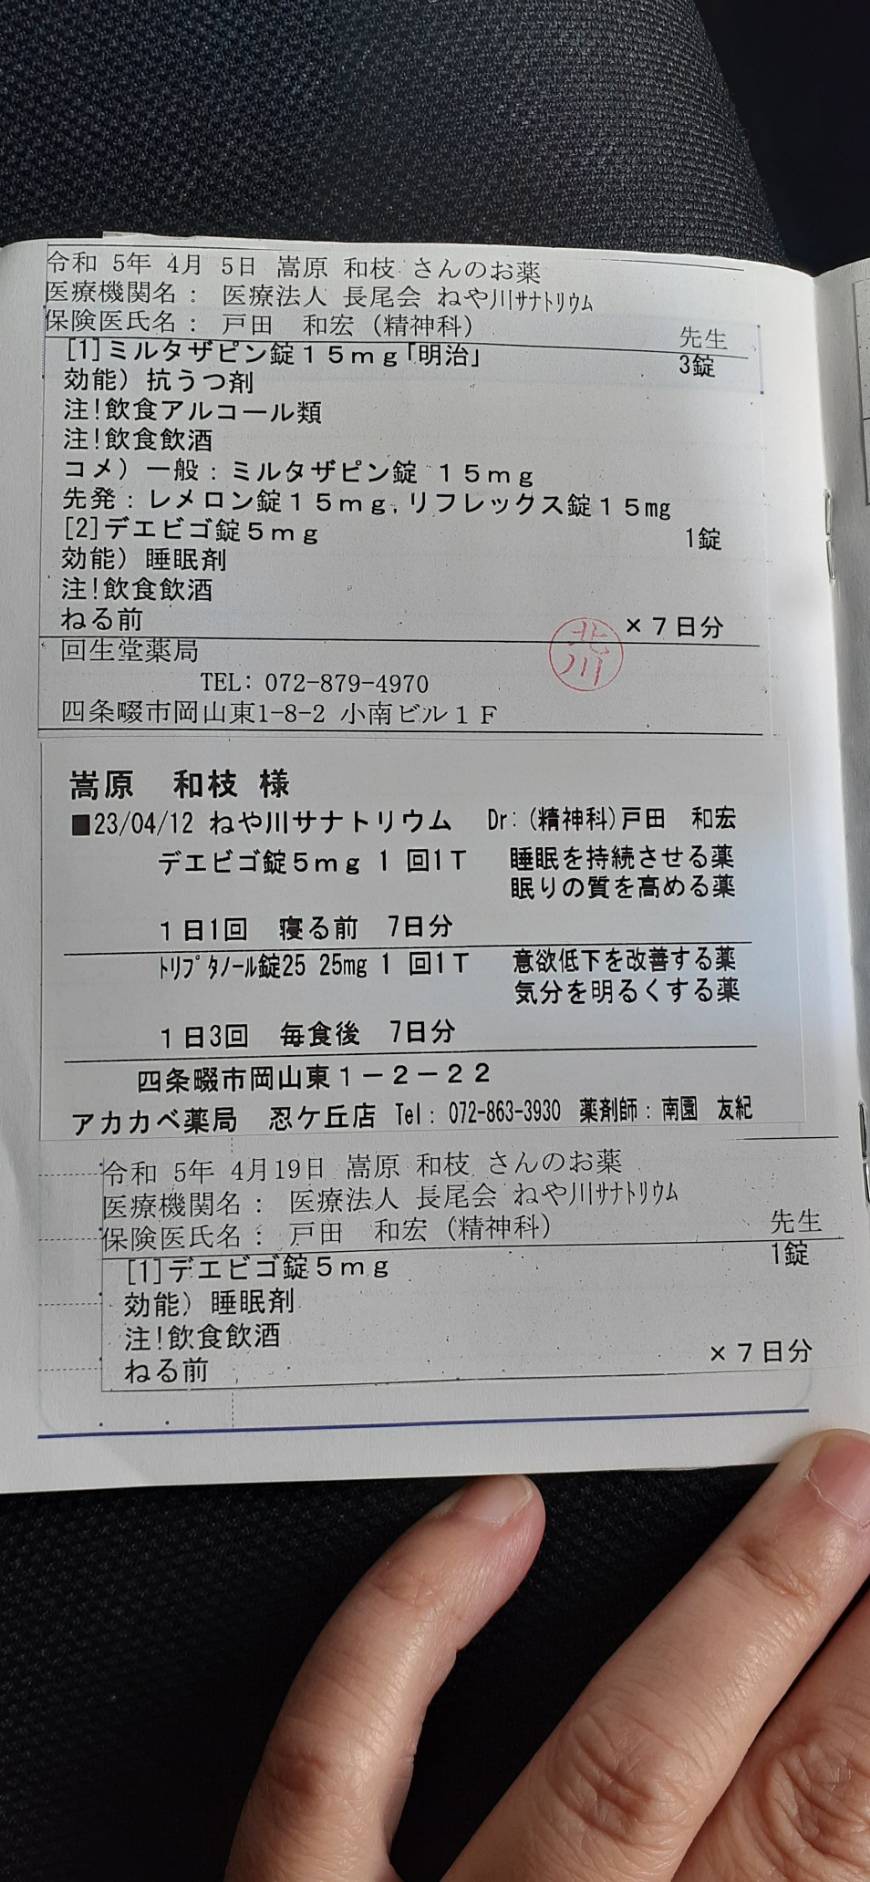 令和 5年 4月 5日 嵩原 和枝 さんのお薬
医療機関名： 医療法人 長尾会 ねや川サナトリウム
保険医氏名： 戸田　和宏（精神科） 先生
[1]ミルタザピン錠１５ｍｇ「明治」 3錠
効能）抗うつ剤
注！飲食アルコール類
注！飲食飲酒
コメ）一般：ミルタザピン錠 １５ｍｇ
先発：レメロン錠１５ｍｇ，リフレックス錠１５㎎
[2]デエビゴ錠５ｍｇ 1錠
効能）睡眠剤
注！飲食飲酒
ねる前 ×７日分
回生堂薬局
北川
TEL: 072-879-4970
四条畷市岡山東1-8-2 小南ビル１Ｆ
嵩原　和枝 様
■23/04/12 ねや川サナトリウム　Dr:(精神科)戸田　和宏
デエビゴ錠５ｍｇ １ 回1Ｔ　睡眠を持続させる薬
眠りの質を高める薬
１日1回　寝る前　7日分
ﾄﾘﾌﾟﾀﾉｰﾙ錠25 25mg １ 回1Ｔ　意欲低下を改善する薬
気分を明るくする薬
１日3回　毎食後　7日分
四条畷市岡山東１－２－２２
アカカベ薬局　忍ケ丘店 Tel: 072-863-3930 薬剤師：南園　友紀
令和 5年 4月19日 嵩原 和枝 さんのお薬
医療機関名： 医療法人 長尾会 ねや川サナトリウム
保険医氏名： 戸田　和宏（精神科） 先生
[1]デエビゴ錠５ｍｇ 1錠
効能）睡眠剤
注！飲食飲酒
ねる前 ×７日分